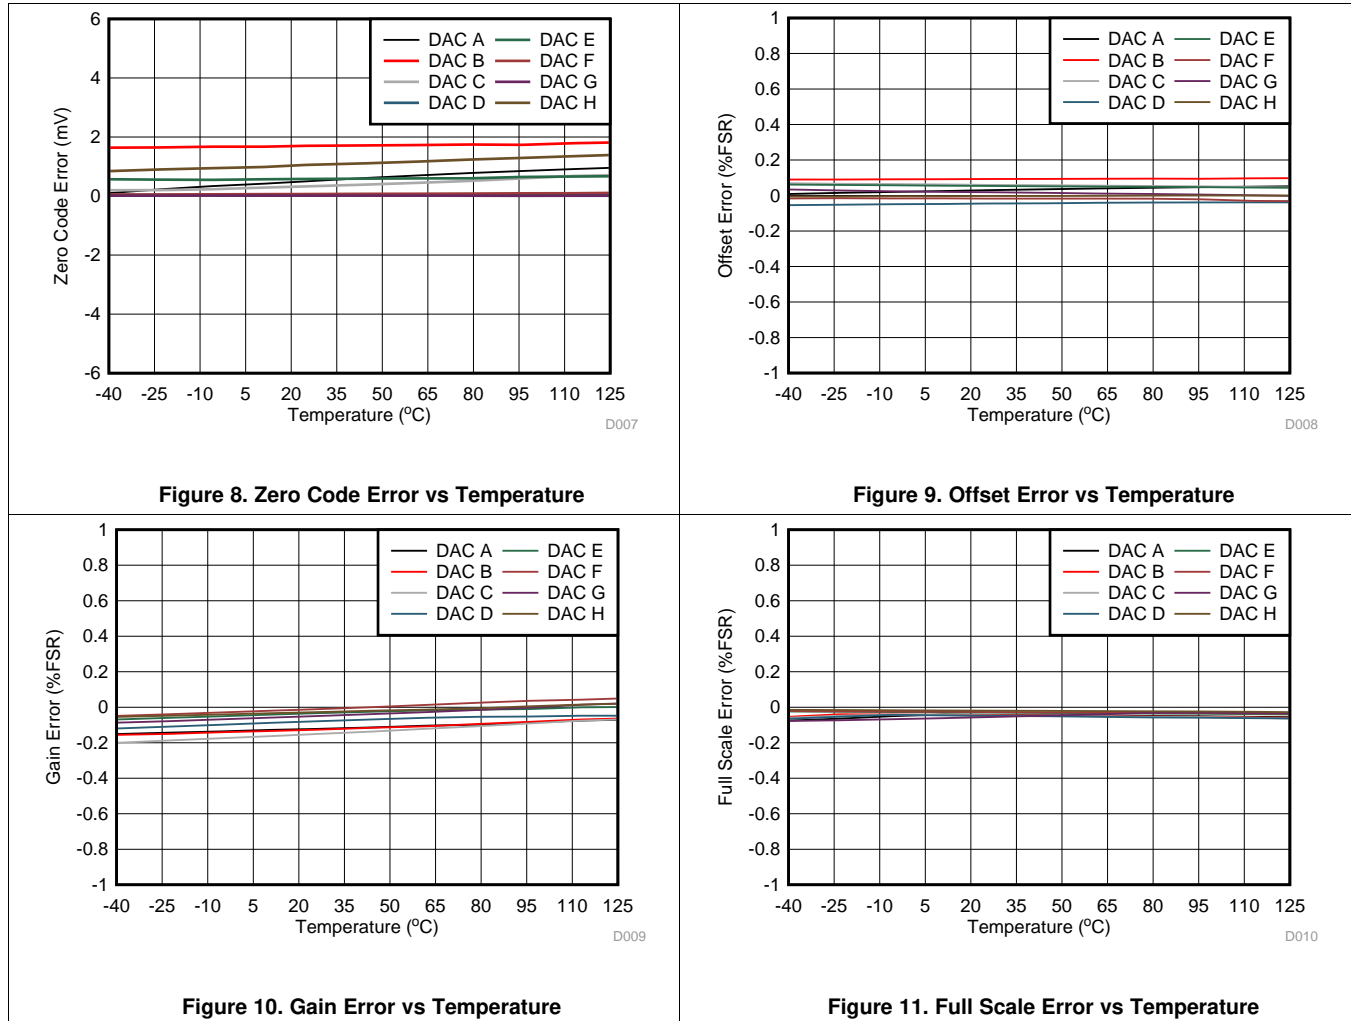 6
4
2
0
-2
-4
-6
Zero Code Error (mV)
DAC A
DAC B
DAC C
DAC D
DAC E
DAC F
DAC G
DAC H
-40 -25 -10 5 20 35 50 65 80 95 110 125
Temperature (oC)
D007
Figure 8. Zero Code Error vs Temperature
1
0.8
0.6
0.4
0.2
0
-0.2
-0.4
-0.6
-0.8
-1
Offset Error (%FSR)
DAC A
DAC B
DAC C
DAC D
DAC E
DAC F
DAC G
DAC H
-40 -25 -10 5 20 35 50 65 80 95 110 125
Temperature (oC)
D008
Figure 9. Offset Error vs Temperature
1
0.8
0.6
0.4
0.2
0
-0.2
-0.4
-0.6
-0.8
-1
Gain Error (%FSR)
DAC A
DAC B
DAC C
DAC D
DAC E
DAC F
DAC G
DAC H
-40 -25 -10 5 20 35 50 65 80 95 110 125
Temperature (oC)
D009
Figure 10. Gain Error vs Temperature
1
0.8
0.6
0.4
0.2
0
-0.2
-0.4
-0.6
-0.8
-1
Full Scale Error (%FSR)
DAC A
DAC B
DAC C
DAC D
DAC E
DAC F
DAC G
DAC H
-40 -25 -10 5 20 35 50 65 80 95 110 125
Temperature (oC)
D010
Figure 11. Full Scale Error vs Temperature